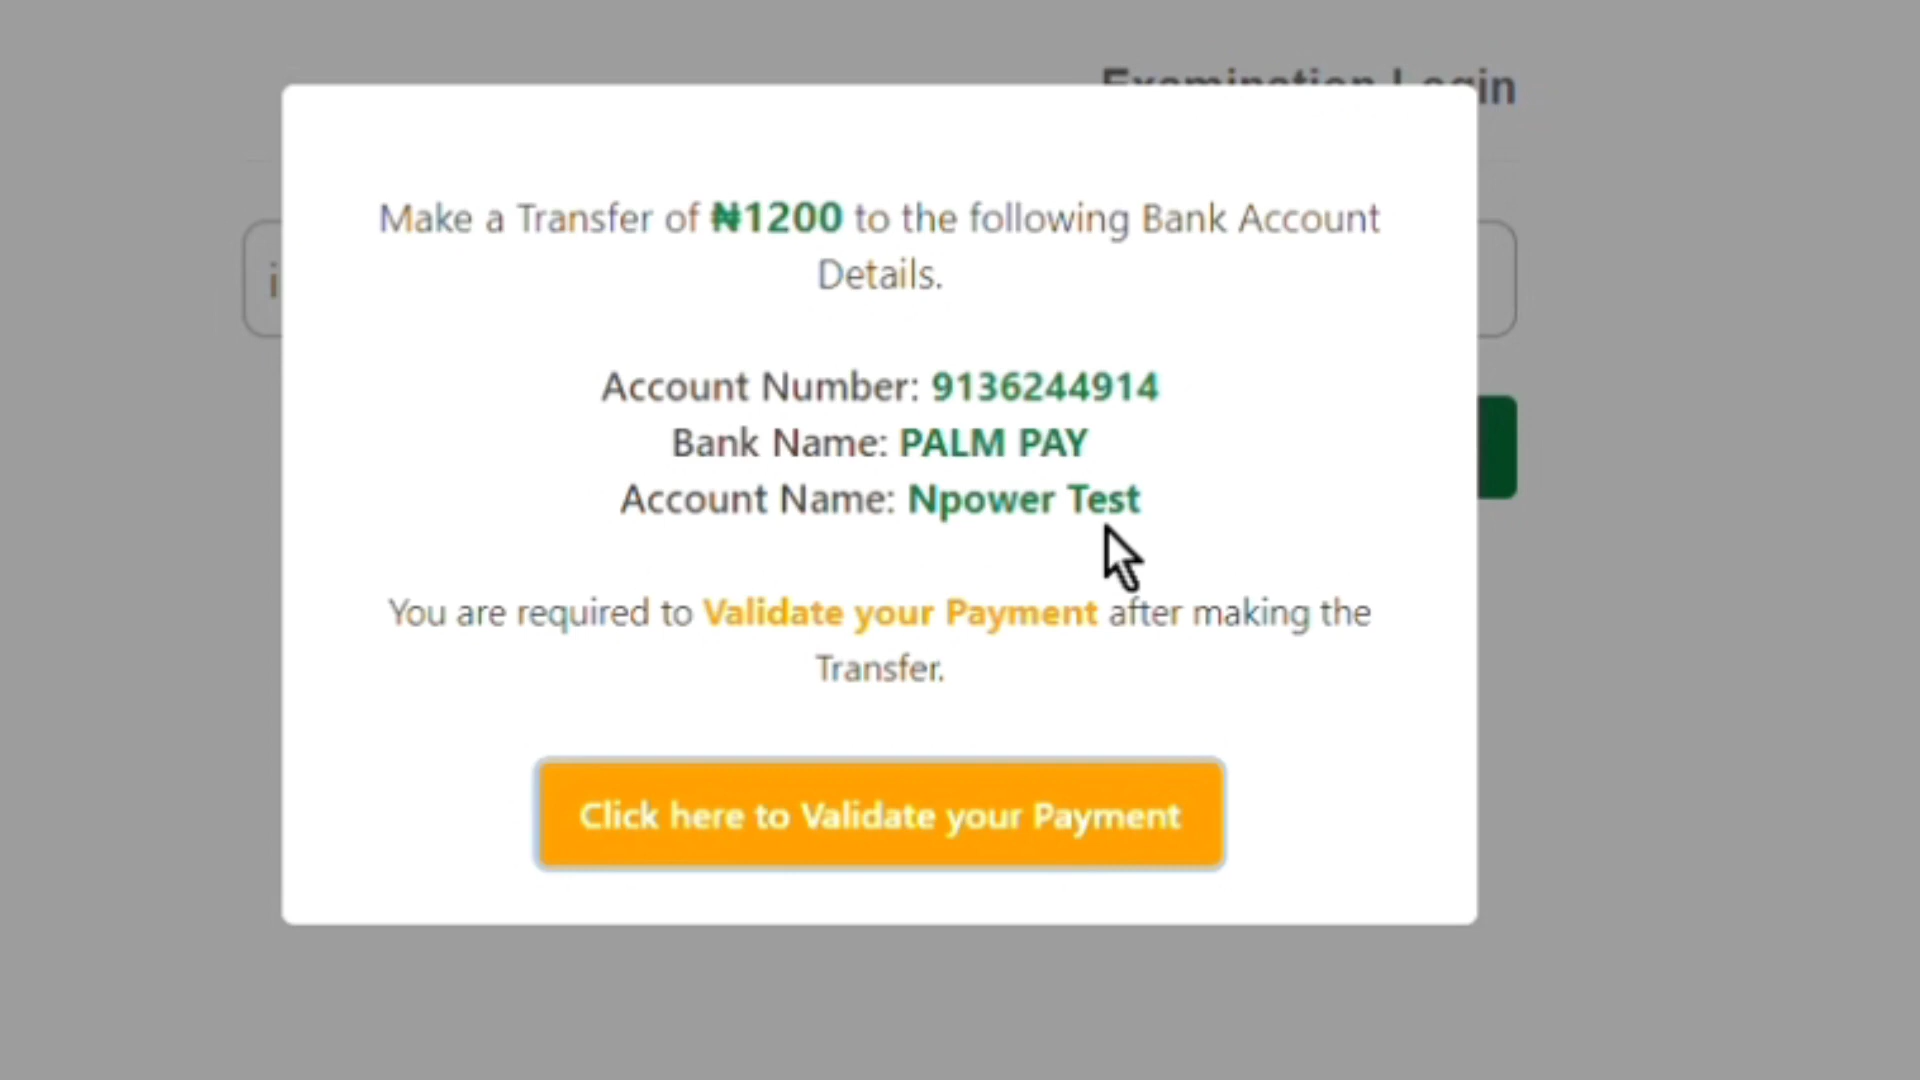 Examination Login
Make a Transfer of ₦1200 to the following Bank Account
Details.
Account Number: 9136244914
Bank Name: PALM PAY
Account Name: Npower Test
You are required to Validate your Payment after making the
Transfer.
Click here to Validate your Payment